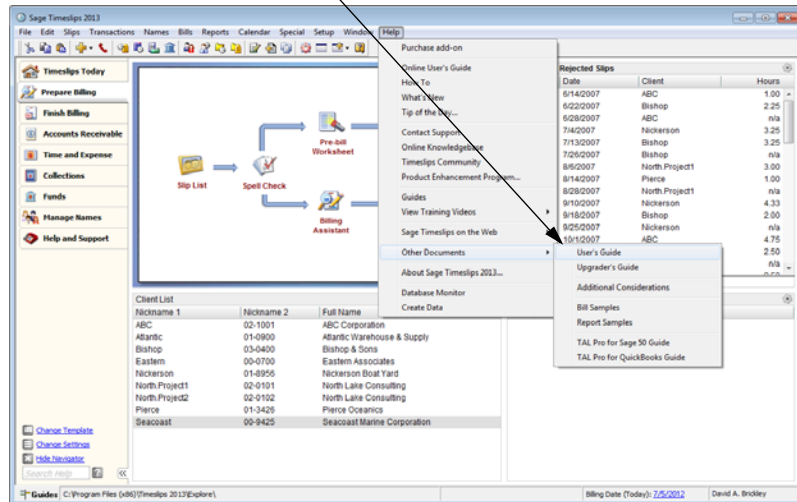 Sage Timeslips 2013
File Edit Slips Transactions Names Bills Reports Calendar Special Setup Window Help
Timeslips Today
Prepare Billing
Finish Billing
Accounts Receivable
Time and Expense
Collections
Funds
Manage Names
Help and Support
Change Template
Change Settings
Hide Navigator
Search Help
Slip List
Spell Check
Pre-bill
Worksheet
Billing
Assistant
Purchase add-on
Online User's Guide
How To
What's New
Tip of the Day...
Contact Support
Online Knowledgebase
Timeslips Community
Product Enhancement Program...
Guides
View Training Videos
Sage Timeslips on the Web
Other Documents
About Sage Timeslips 2013...
Database Monitor
Create Data
User's Guide
Upgrader's Guide
Additional Considerations
Bill Samples
Report Samples
TAL Pro for Sage 50 Guide
TAL Pro for QuickBooks Guide
Rejected Slips
Date Client Hours
6/14/2007 ABC 1.00
6/22/2007 Bishop 2.25
6/28/2007 ABC n/a
7/4/2007 Nickerson 3.25
7/13/2007 Bishop 3.25
7/26/2007 Bishop n/a
8/6/2007 North.Project1 3.00
8/14/2007 Pierce 1.00
8/28/2007 North.Project1 n/a
9/10/2007 Nickerson 4.33
9/18/2007 Bishop 2.00
9/25/2007 Nickerson n/a
10/1/2007 ABC 4.75
2.50
n/a
Client List
Nickname 1 Nickname 2 Full Name
ABC 02-1001 ABC Corporation
Atlantic 01-0900 Atlantic Warehouse & Supply
Bishop 03-0400 Bishop & Sons
Eastern 00-0700 Eastern Associates
Nickerson 01-8956 Nickerson Boat Yard
North.Project1 02-0101 North Lake Consulting
North.Project2 02-0102 North Lake Consulting
Pierce 01-3426 Pierce Oceanics
Seacoast 00-9425 Seacoast Marine Corporation
Guides C:\Program Files (x86)\Timeslips 2013\Explore\ Billing Date (Today): 7/5/2012 David A. Brickley